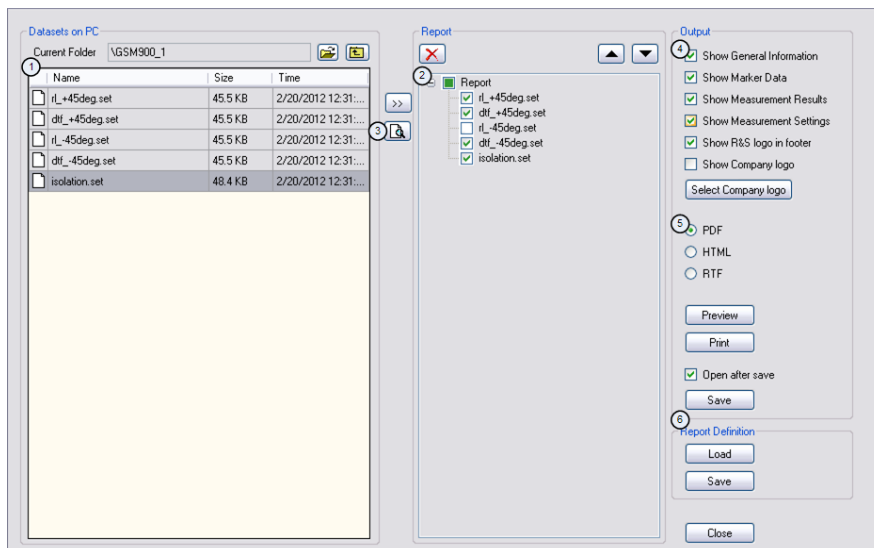 Datasets on PC
Current Folder \GSM900_1
1
Name Size Time
rl_+45deg.set 45.5 KB 2/20/2012 12:31:...
dtf_+45deg.set 45.5 KB 2/20/2012 12:31:...
rl_-45deg.set 45.5 KB 2/20/2012 12:31:...
dtf_-45deg.set 45.5 KB 2/20/2012 12:31:...
isolation.set 48.4 KB 2/20/2012 12:31:...
>>
3
Report
2
Report
rl_+45deg.set
dtf_+45deg.set
rl_-45deg.set
dtf_-45deg.set
isolation.set
Output
4
Show General Information
Show Marker Data
Show Measurement Results
Show Measurement Settings
Show R&S logo in footer
Show Company logo
Select Company logo
5
PDF
HTML
RTF
Preview
Print
Open after save
Save
6
Report Definition
Load
Save
Close